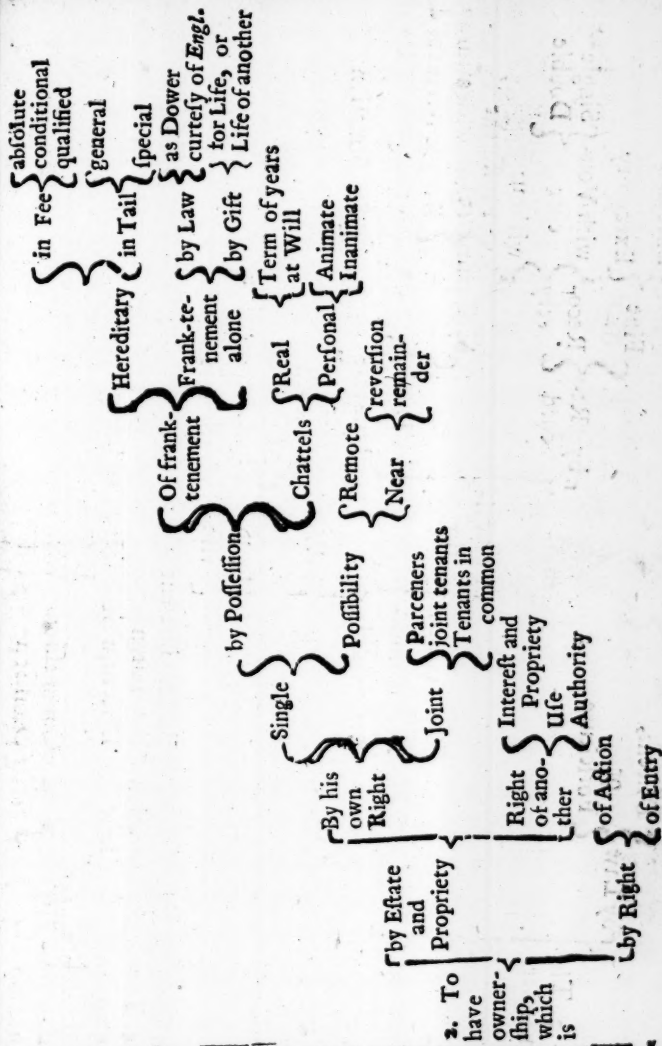 2. To
have
owner-
ſhip,
which
is
by Eſtate
and
Propriety
by Right
By his
own
Right
Right
of ano-
ther
of Action
of Entry
Single
Joint
Intereſt and
Propriety
Uſe
Authority
by Poſſeſſion
Poſſibility
Parceners
joint tenants
Tenants in
common
Of frank-
tenement
Chattels
Remote
Near
reverſion
remain-
der
Hereditary
Frank-te-
nement
alone
Real
Perſonal
in Fee
in Tail
by Law
by Gift
Term of years
at Will
Animate
Inanimate
abſolute
conditional
qualified
general
ſpecial
as Dower
curteſy of Engl.
for Life, or
Life of another